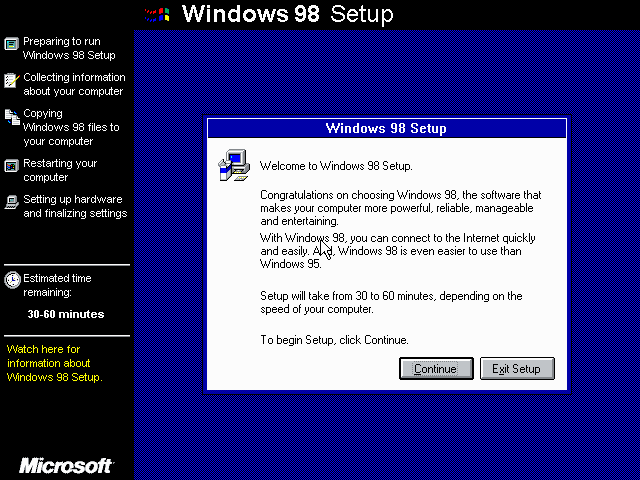 Windows 98 Setup
Preparing to run
Windows 98 Setup
Collecting information
about your computer
Copying
Windows 98 files to
your computer
Restarting your
computer
Setting up hardware
and finalizing settings
Estimated time
remaining:
30-60 minutes
Watch here for
information about
Windows 98 Setup.
Microsoft
Windows 98 Setup
Welcome to Windows 98 Setup.
Congratulations on choosing Windows 98, the software that
makes your computer more powerful, reliable, manageable
and entertaining.
With Windows 98, you can connect to the Internet quickly
and easily. And, Windows 98 is even easier to use than
Windows 95.
Setup will take from 30 to 60 minutes, depending on the
speed of your computer.
To begin Setup, click Continue.
Continue
Exit Setup